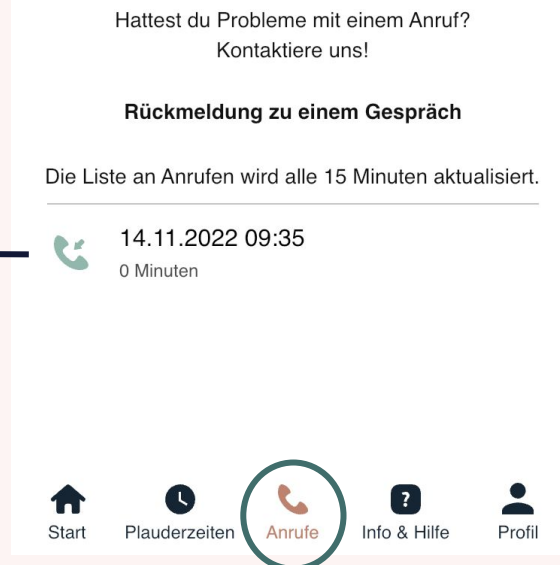 Hattest du Probleme mit einem Anruf?
Kontaktiere uns!
Rückmeldung zu einem Gespräch
Die Liste an Anrufen wird alle 15 Minuten aktualisiert.
14.11.2022 09:35
0 Minuten
Start Plauderzeiten Anrufe Info & Hilfe Profil